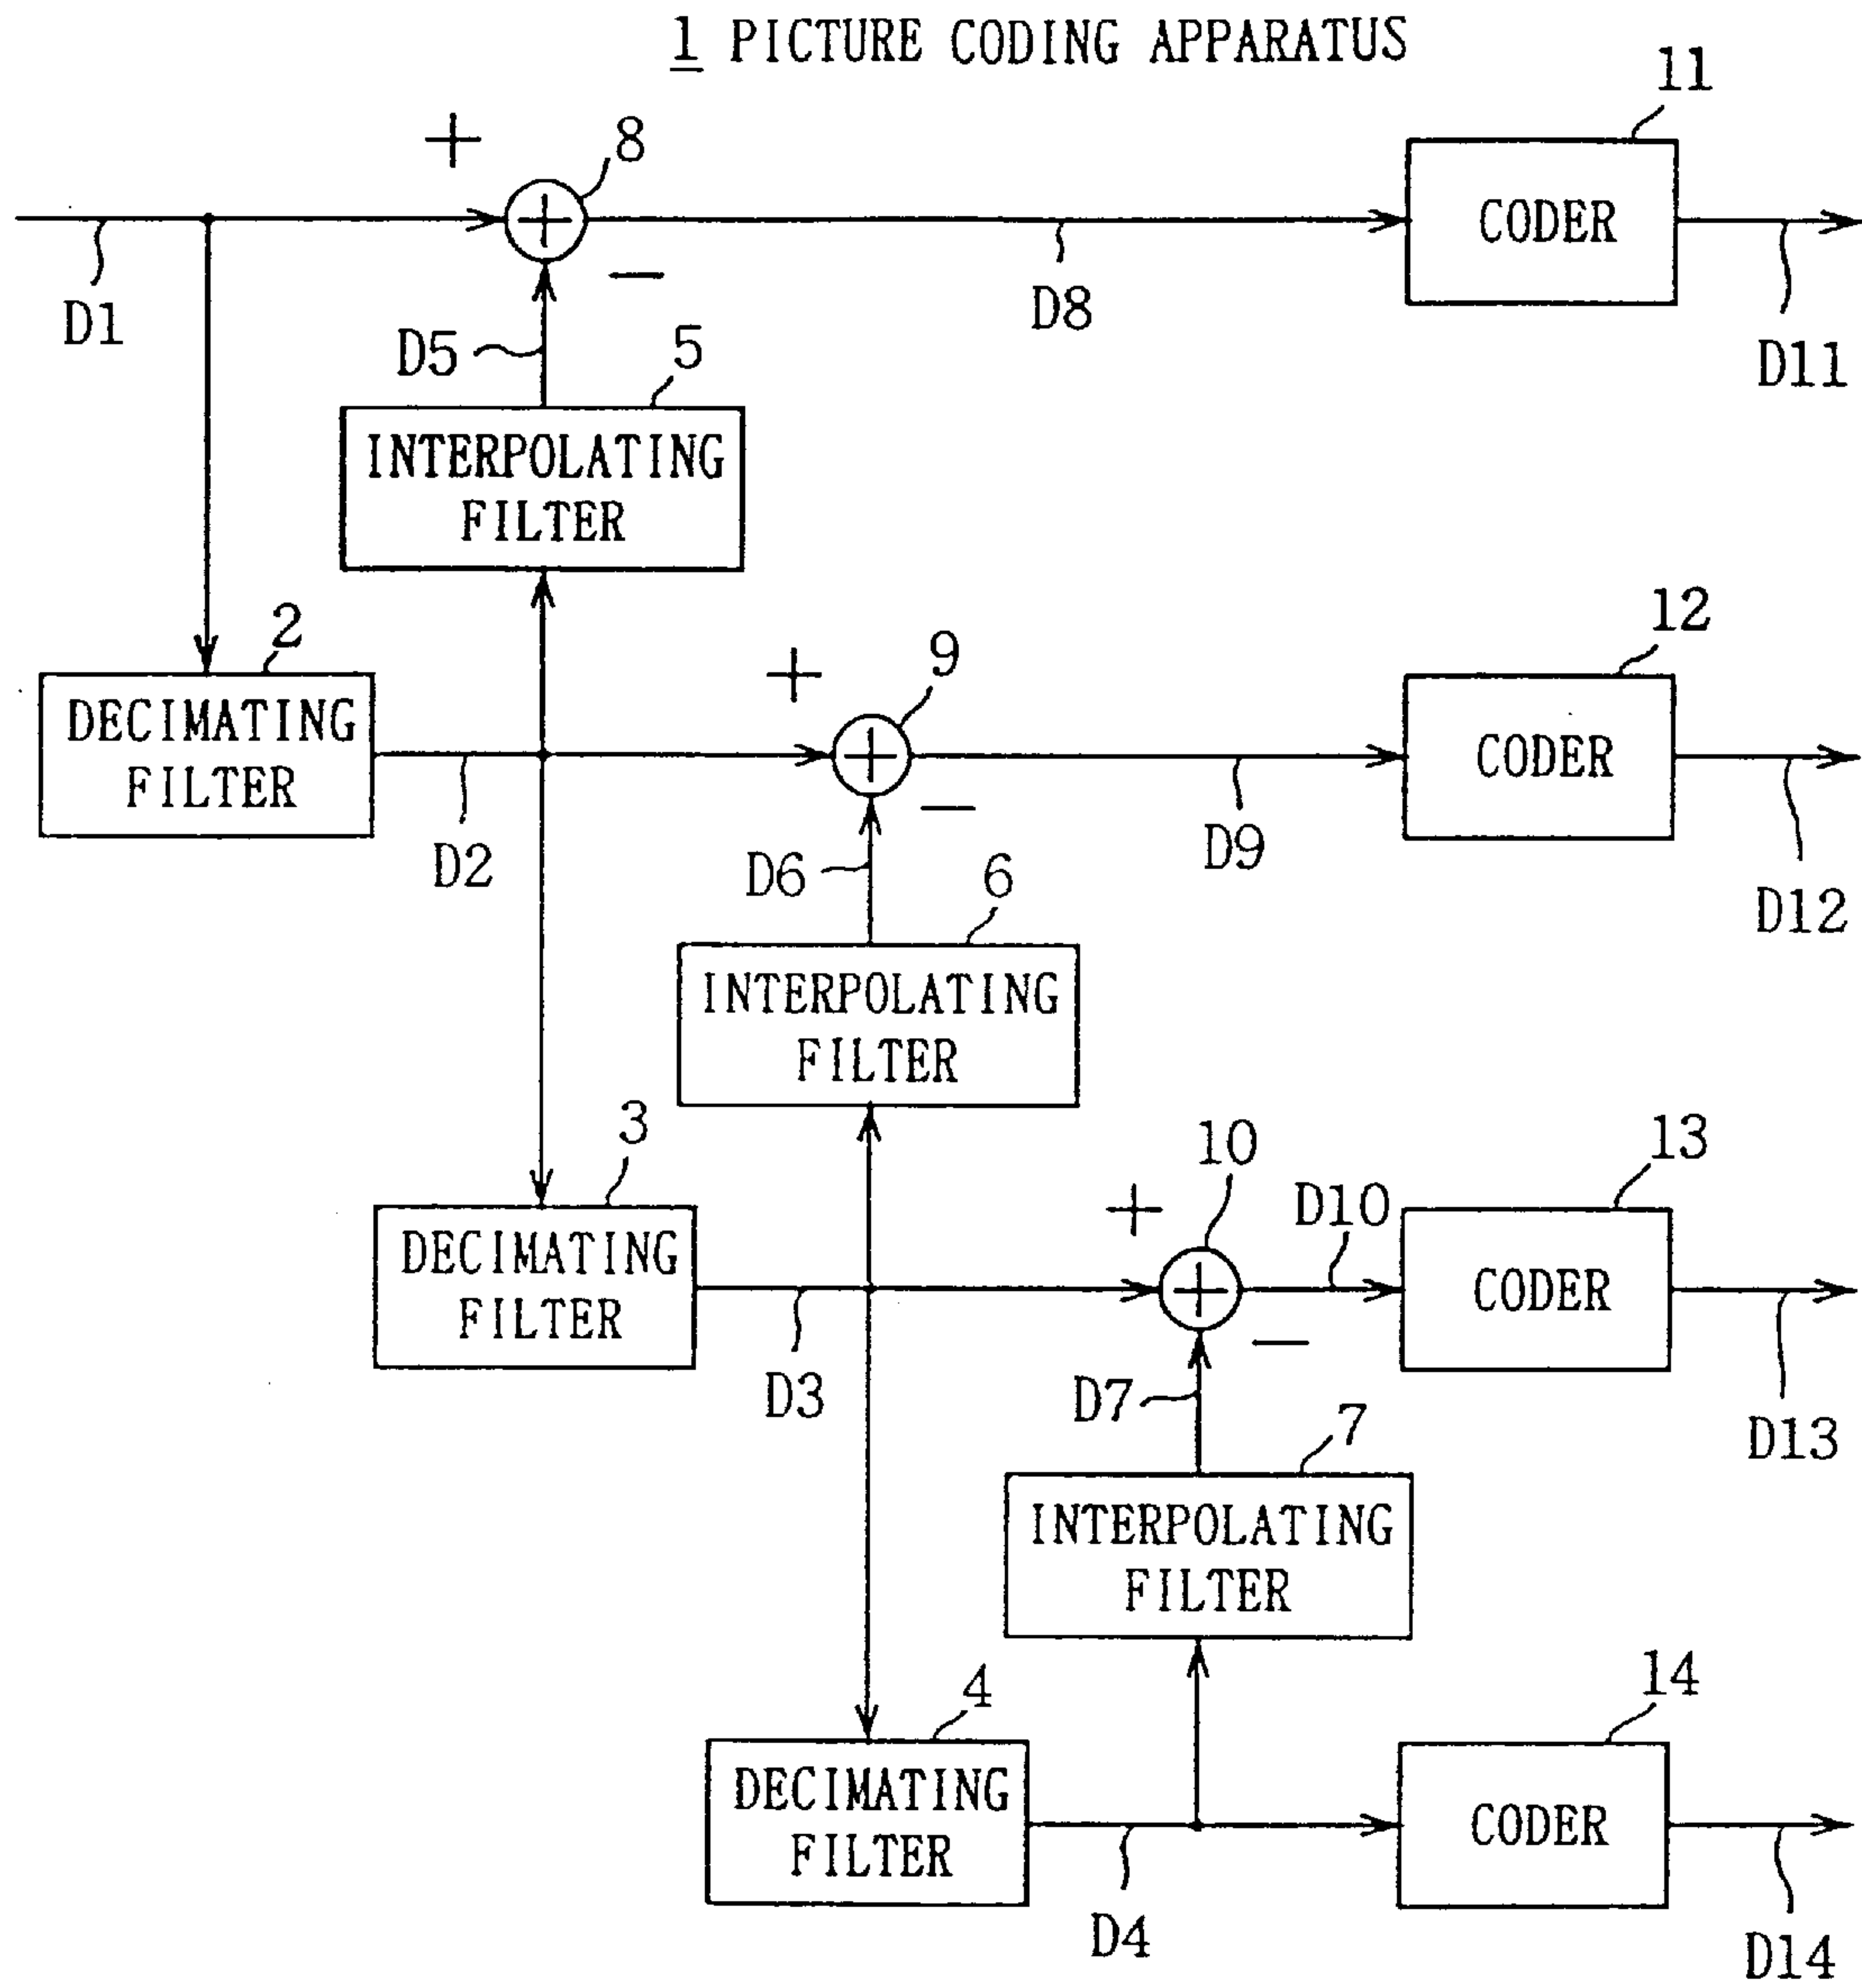 1 PICTURE CODING APPARATUS
11
+
8
CODER
D1
−
D8
D5
5
D11
INTERPOLATING
FILTER
12
2
+
9
DECIMATING
FILTER
CODER
−
D2
D6
D9
6
D12
INTERPOLATING
FILTER
3
10
13
+
D10
DECIMATING
FILTER
CODER
−
D3
D7
7
D13
INTERPOLATING
FILTER
4
14
DECIMATING
FILTER
CODER
D4
D14